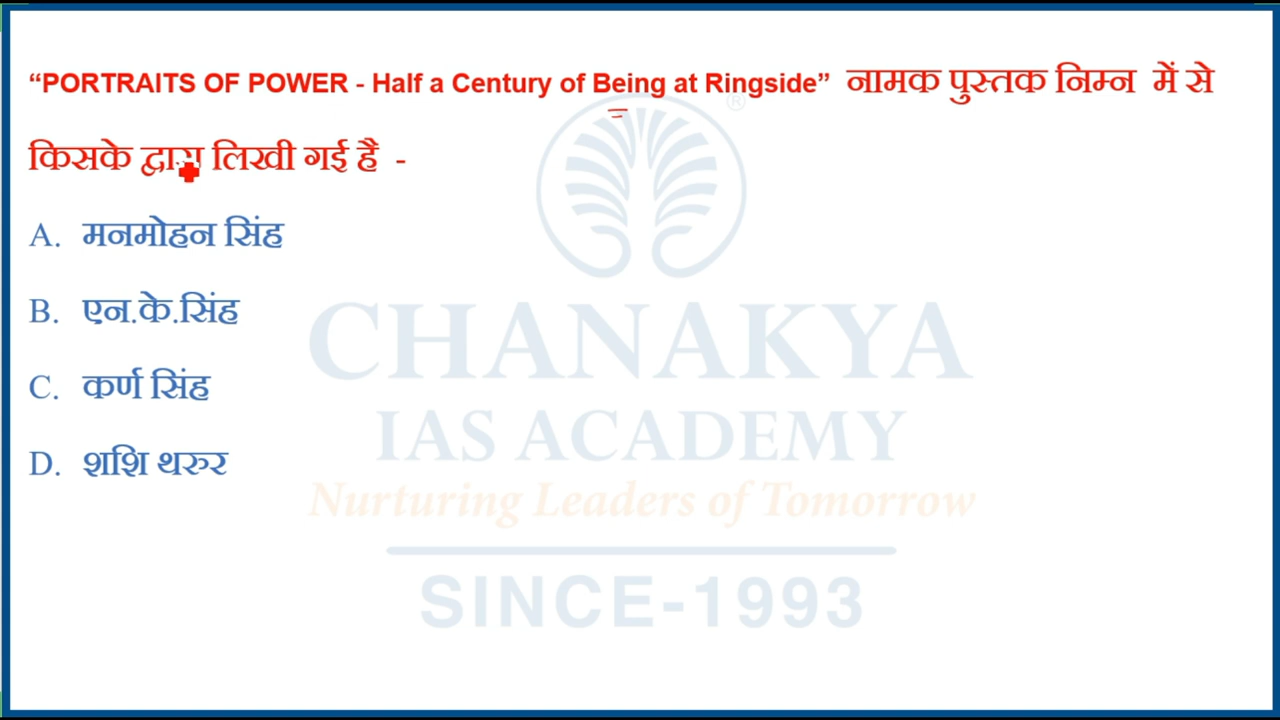 “PORTRAITS OF POWER - Half a Century of Being at Ringside” नामक पुस्तक निम्न में से
किसके द्वारा लिखी गई है -
A. मनमोहन सिंह
B. एन.के.सिंह
C. कर्ण सिंह
D. शशि थरुर
®
CHANAKYA
IAS ACADEMY
Nurturing Leaders of Tomorrow
SINCE-1993